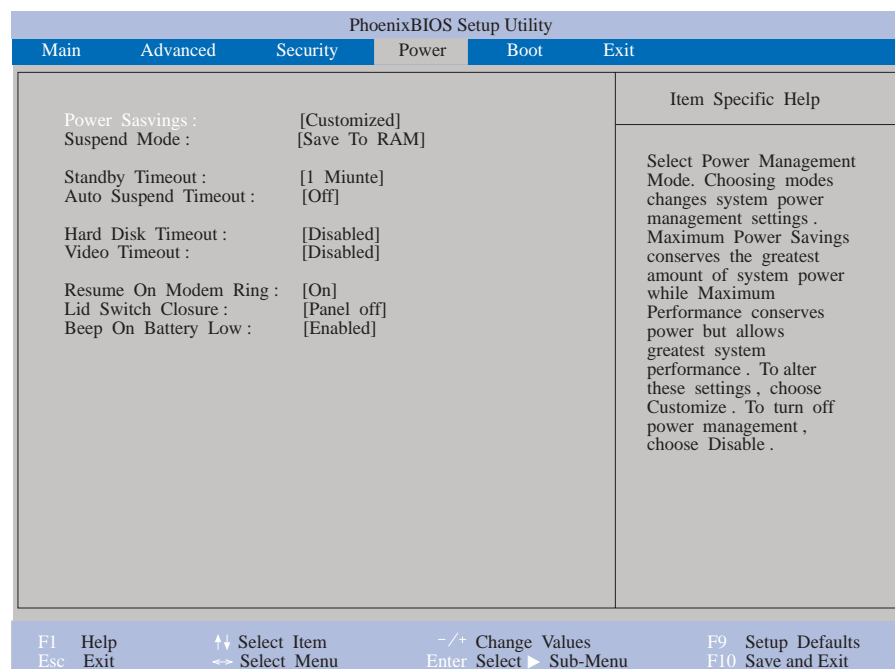 PhoenixBIOS Setup Utility
Main Advanced Security Power Boot Exit
Power Sasvings : [Customized]
Suspend Mode : [Save To RAM]
Standby Timeout : [1 Miunte]
Auto Suspend Timeout : [Off]
Hard Disk Timeout : [Disabled]
Video Timeout : [Disabled]
Resume On Modem Ring : [On]
Lid Switch Closure : [Panel off]
Beep On Battery Low : [Enabled]
Item Specific Help
Select Power Management
Mode. Choosing modes
changes system power
management settings .
Maximum Power Savings
conserves the greatest
amount of system power
while Maximum
Performance conserves
power but allows
greatest system
performance . To alter
these settings , choose
Customize . To turn off
power management ,
choose Disable .
F1 Help ↑↓ Select Item -/+ Change Values F9 Setup Defaults
Esc Exit ↔ Select Menu Enter Select ▶ Sub-Menu F10 Save and Exit